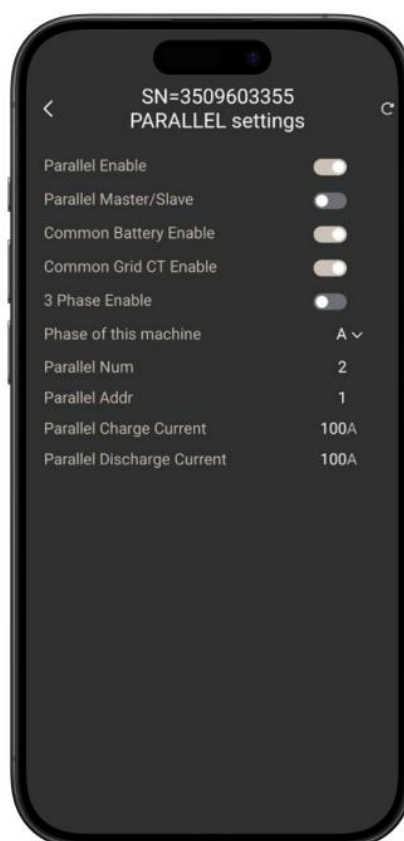 SN=3509603355
PARALLEL settings
Parallel Enable
Parallel Master/Slave
Common Battery Enable
Common Grid CT Enable
3 Phase Enable
Phase of this machine A
Parallel Num 2
Parallel Addr 1
Parallel Charge Current 100A
Parallel Discharge Current 100A